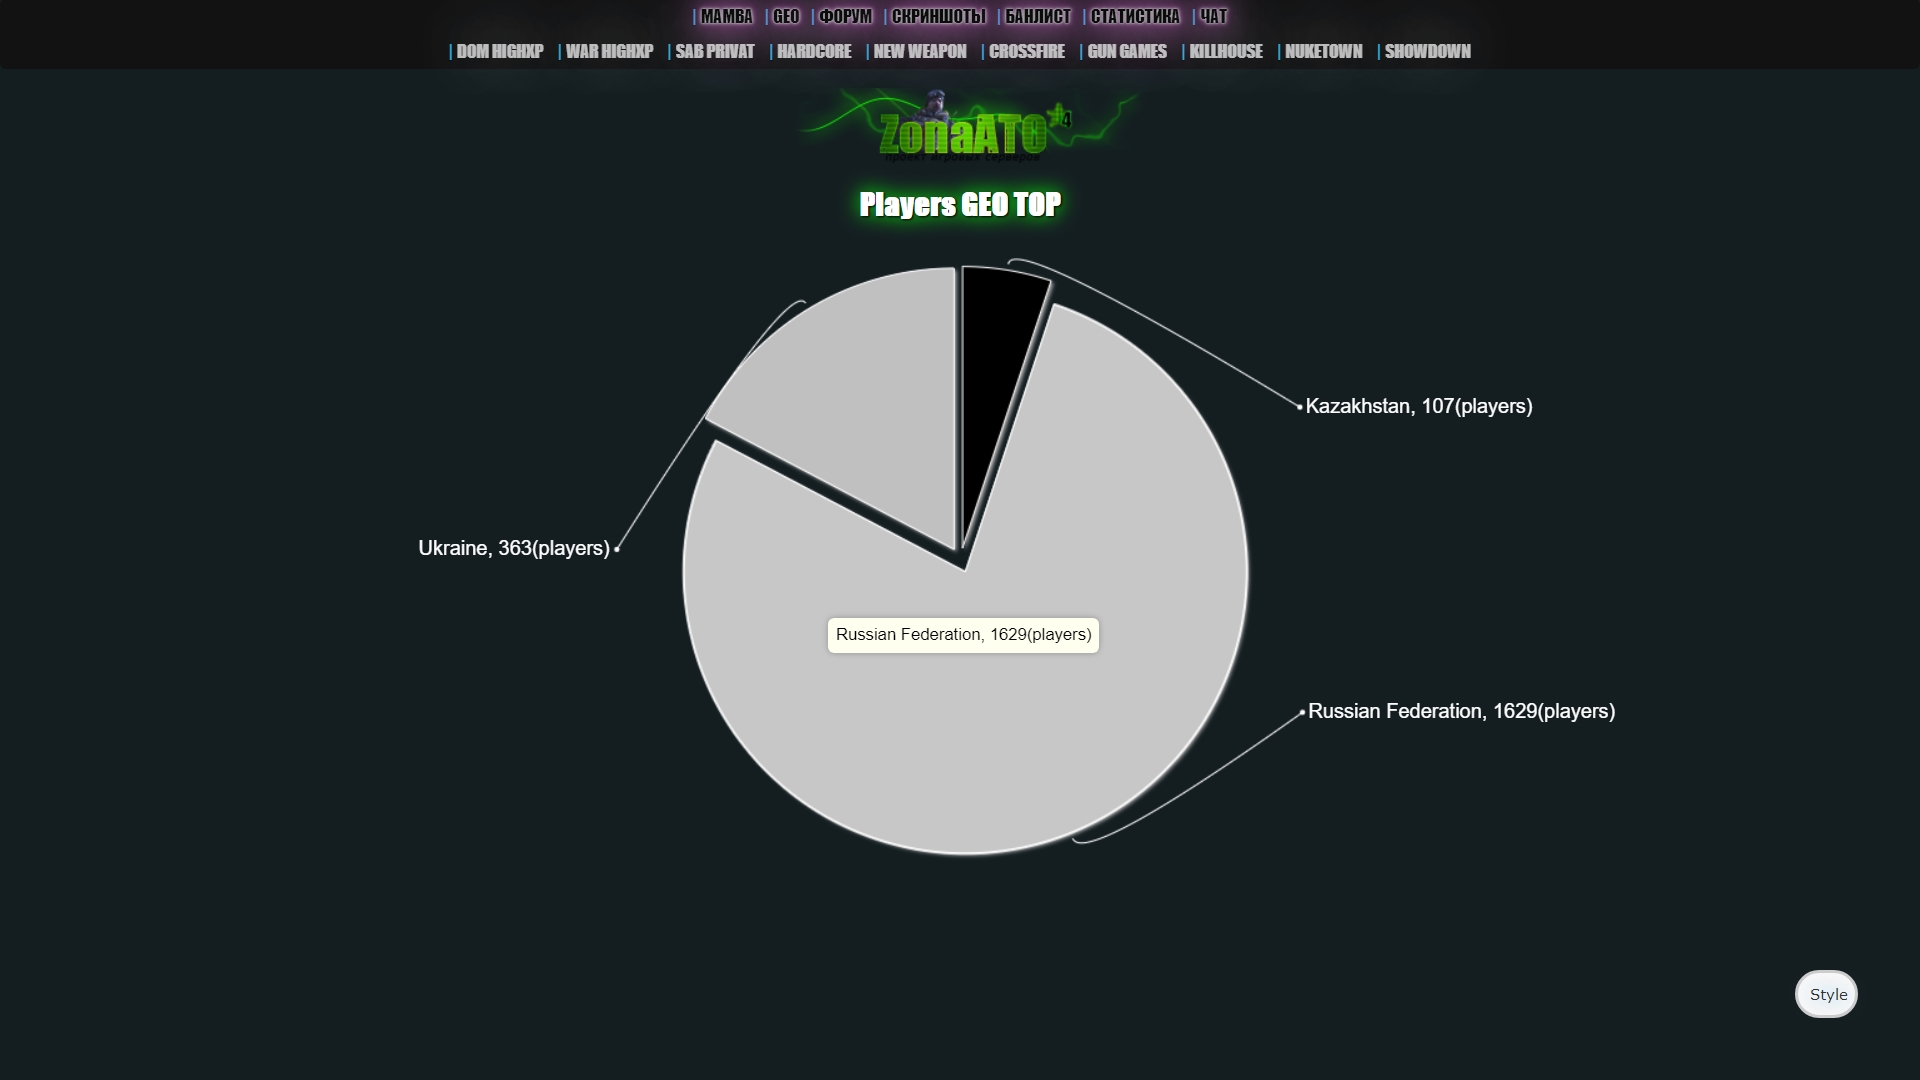 | MAMBA | GEO | ФОРУМ | СКРИНШОТЫ | БАНЛИСТ | СТАТИСТИКА | ЧАТ
| DOM HIGHXP | WAR HIGHXP | SAB PRIVAT | HARDCORE | NEW WEAPON | CROSSFIRE | GUN GAMES | KILLHOUSE | NUKETOWN | SHOWDOWN
ZonaATO 4
проект игровых серверов
Players GEO TOP
Kazakhstan, 107(players)
Ukraine, 363(players)
Russian Federation, 1629(players)
Russian Federation, 1629(players)
Style